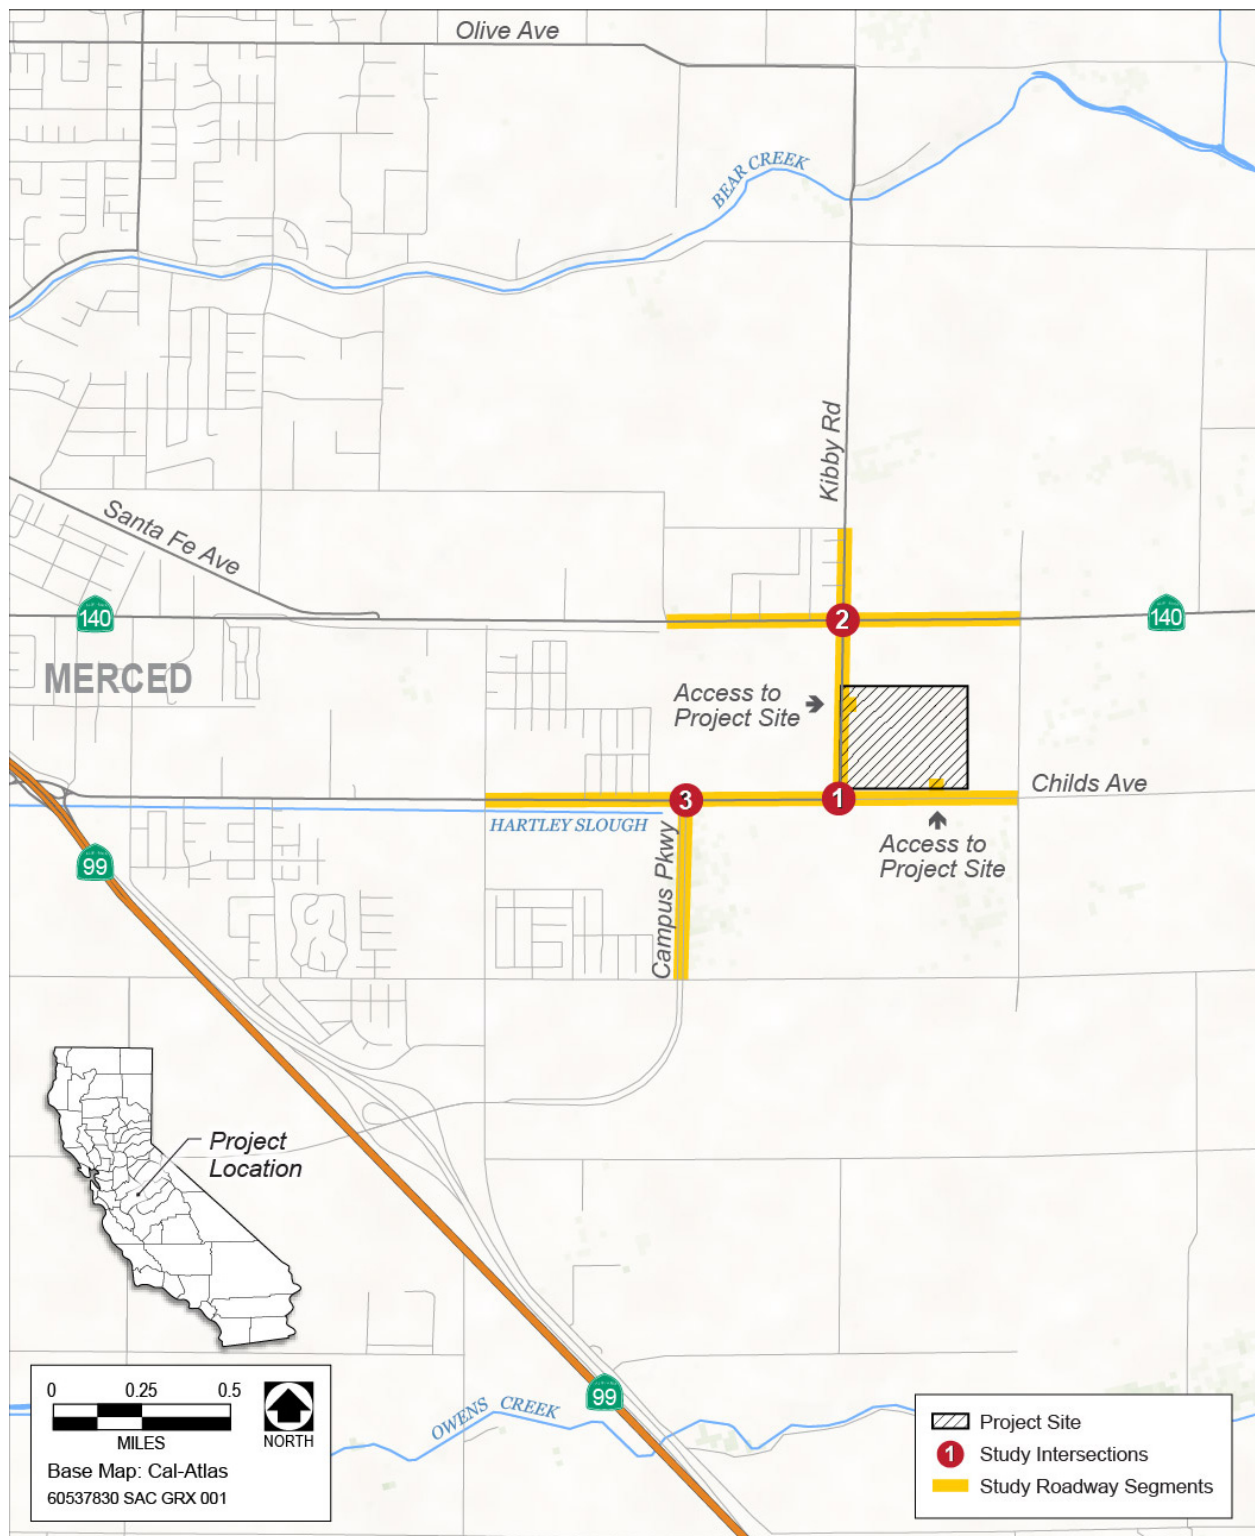 Olive Ave
BEAR CREEK
Kibby Rd
Santa Fe Ave
140
2
140
MERCED
Access to
Project Site
3
1
Childs Ave
HARTLEY SLOUGH
Access to
Project Site
99
Campus Pkwy
Project
Location
99
OWENS CREEK
0 0.25 0.5
MILES
NORTH
Base Map: Cal-Atlas
60537830 SAC GRX 001
Project Site
1 Study Intersections
Study Roadway Segments